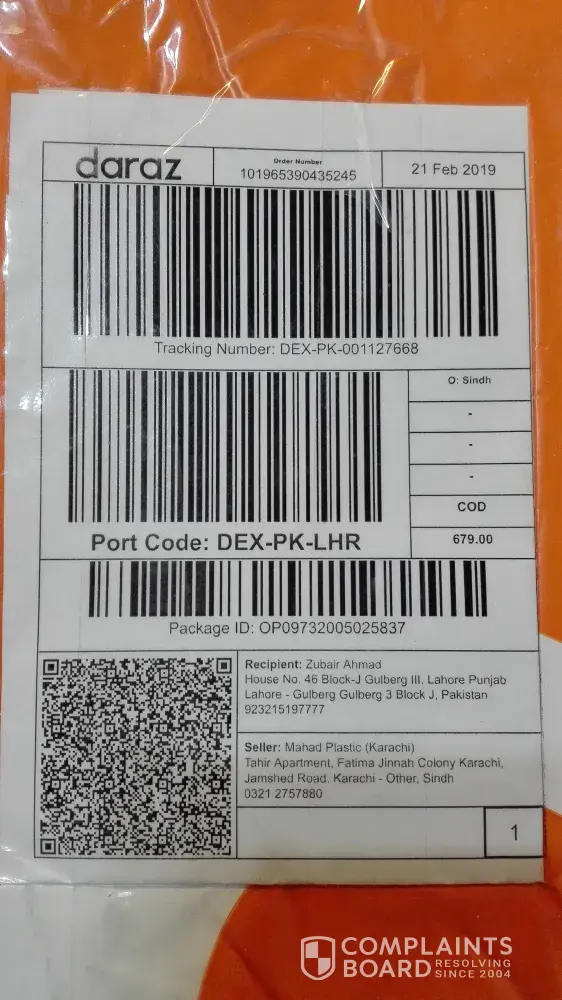 daraz
Order Number
101965390435245
21 Feb 2019
Tracking Number: DEX-PK-001127668
O: Sindh
-
-
-
COD
679.00
Port Code: DEX-PK-LHR
Package ID: OP09732005025837
Recipient: Zubair Ahmad
House No. 46 Block-J Gulberg III, Lahore Punjab
Lahore - Gulberg Gulberg 3 Block J, Pakistan
923215197777
Seller: Mahad Plastic (Karachi)
Tahir Apartment, Fatima Jinnah Colony Karachi,
Jamshed Road, Karachi - Other, Sindh
0321 2757880
1
COMPLAINTS
BOARD RESOLVING
SINCE 2004